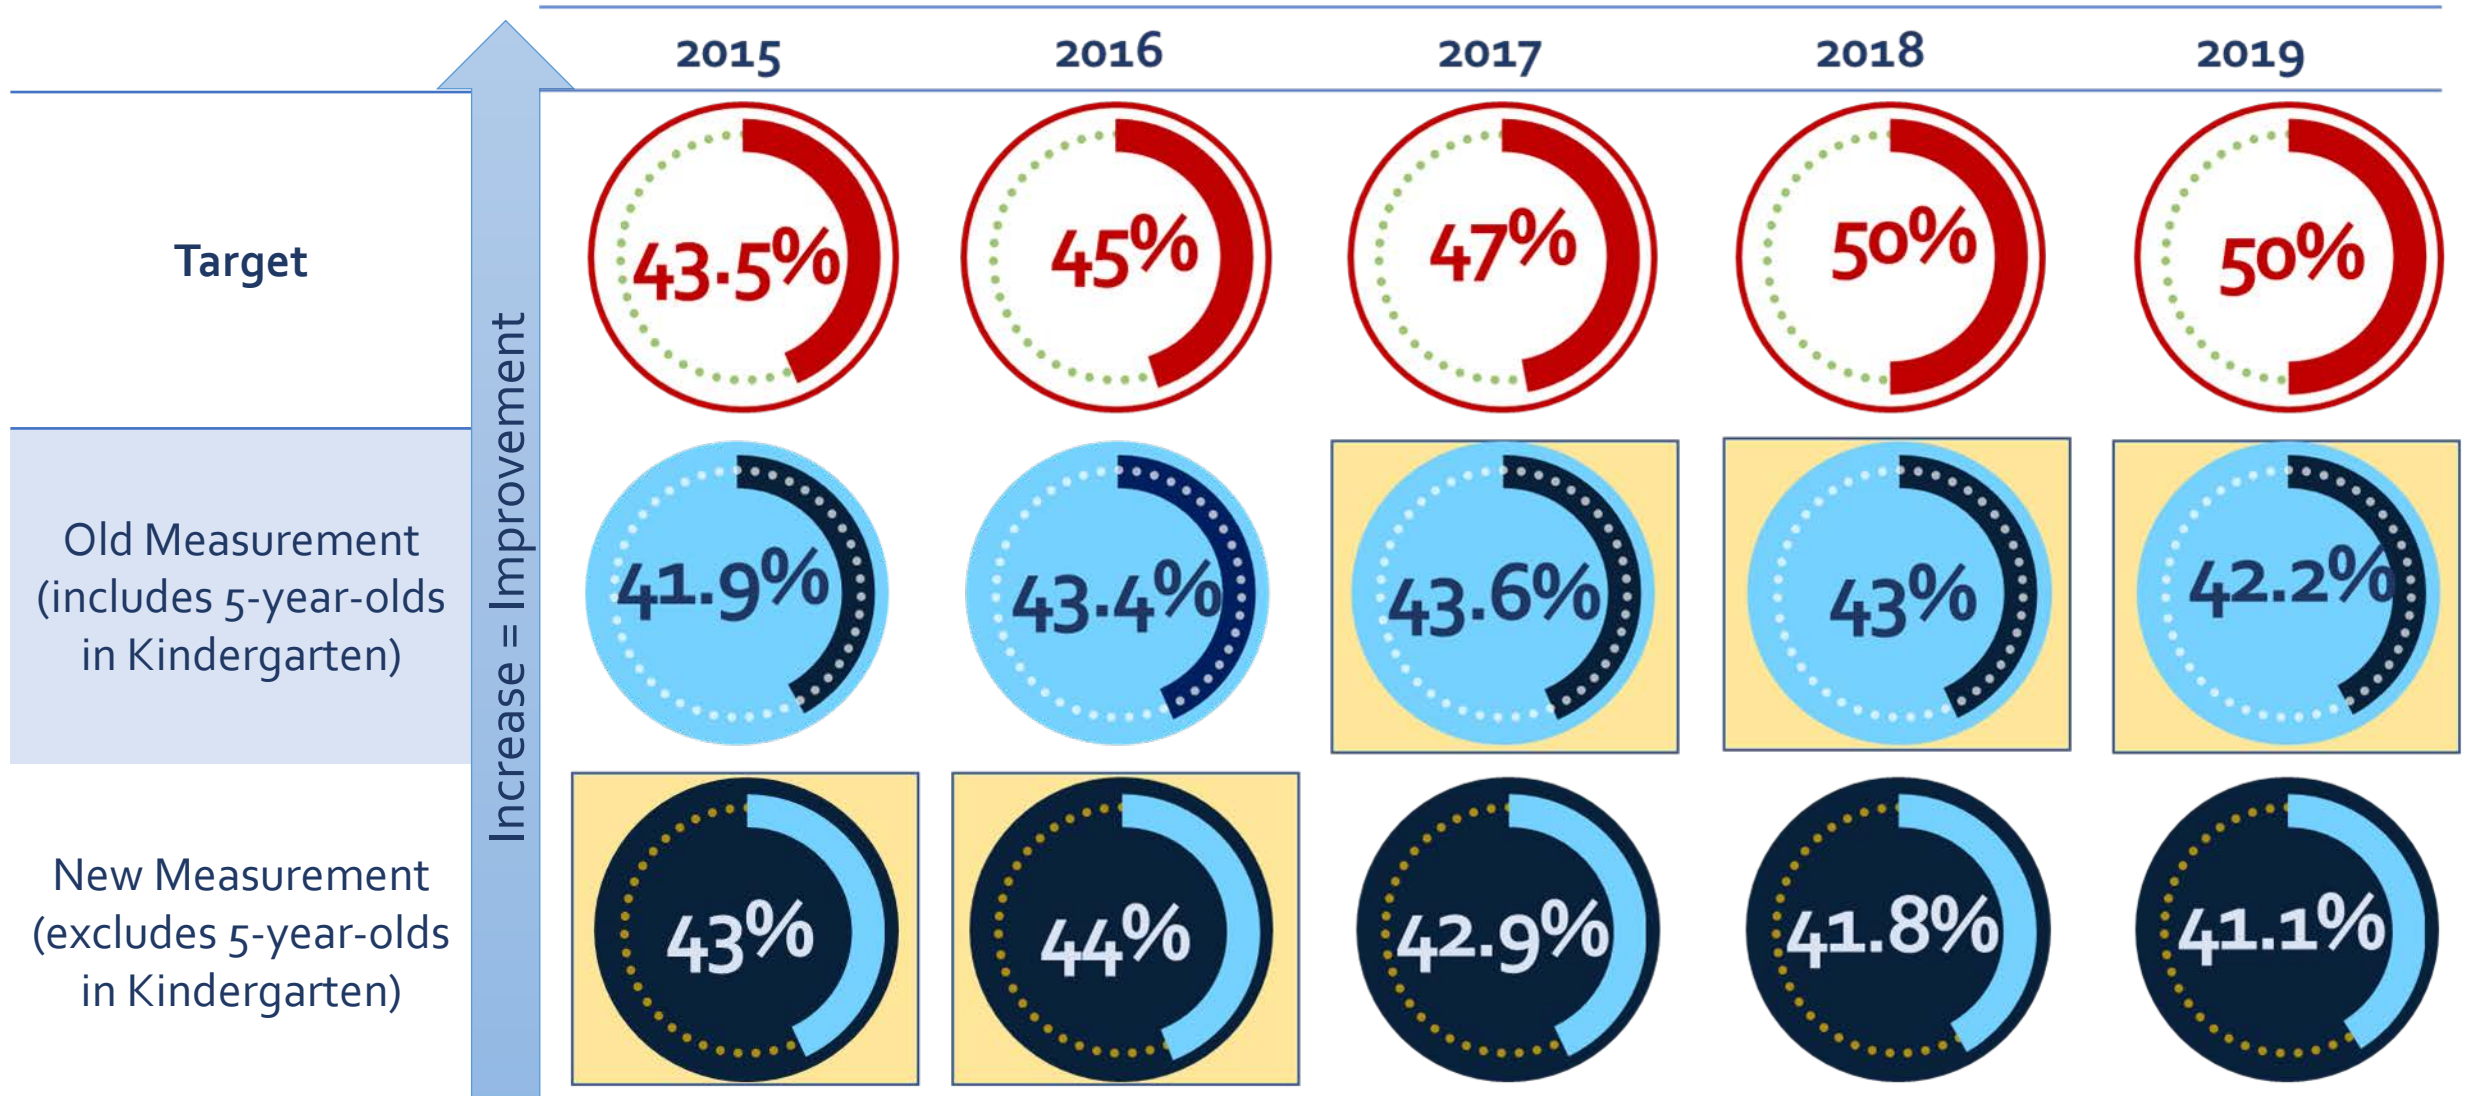 2015 2016 2017 2018 2019
Target
43.5% 45% 47% 50% 50%
Increase = Improvement
Old Measurement
(includes 5-year-olds
in Kindergarten)
41.9% 43.4% 43.6% 43% 42.2%
New Measurement
(excludes 5-year-olds
in Kindergarten)
43% 44% 42.9% 41.8% 41.1%